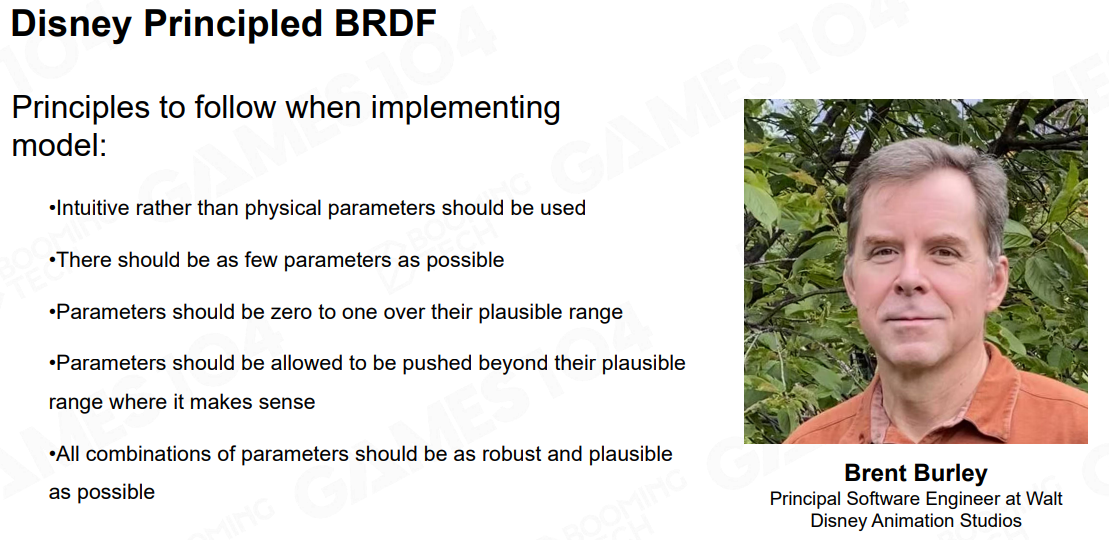 Disney Principled BRDF
Principles to follow when implementing
model:
•Intuitive rather than physical parameters should be used
•There should be as few parameters as possible
•Parameters should be zero to one over their plausible range
•Parameters should be allowed to be pushed beyond their plausible
range where it makes sense
•All combinations of parameters should be as robust and plausible
as possible
Brent Burley
Principal Software Engineer at Walt
Disney Animation Studios
GAMES104
BOOMING
TECH